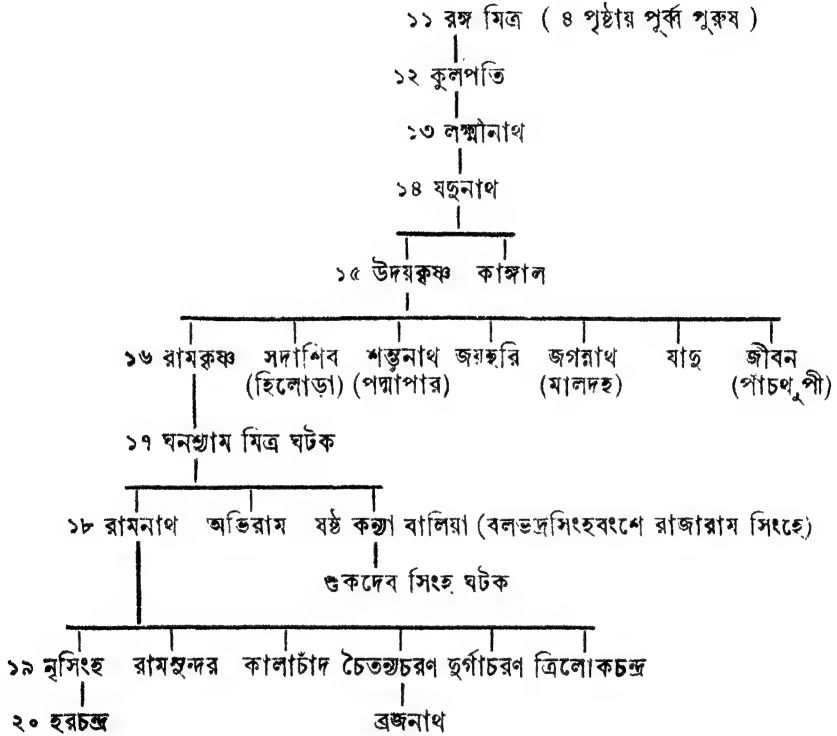 ১১ রঙ্গ মিত্র ( ৪ পৃষ্ঠায় পূর্ব্ব পুরুষ )
১২ কুলপতি
১৩ লক্ষ্মীনাথ
১৪ যদুনাথ
১৫ উদয়কৃষ্ণ কাঙ্গাল
১৬ রামকৃষ্ণ সদাশিব শম্ভুনাথ জয়হরি জগন্নাথ যাদু জীবন
(হিলোড়া) (পদ্মাপার) (মালদহ) (পাঁচথুপী)
১৭ ঘনশ্যাম মিত্র ঘটক
১৮ রামনাথ অভিরাম ষষ্ঠ কন্যা বালিয়া (বলভদ্রসিংহবংশে রাজারাম সিংহে)
শুকদেব সিংহ ঘটক
১৯ নৃসিংহ রামসুন্দর কালাচাঁদ চৈতন্যচরণ দুর্গাচরণ ত্রিলোকচন্দ্র
২০ হরচন্দ্র ব্রজনাথ